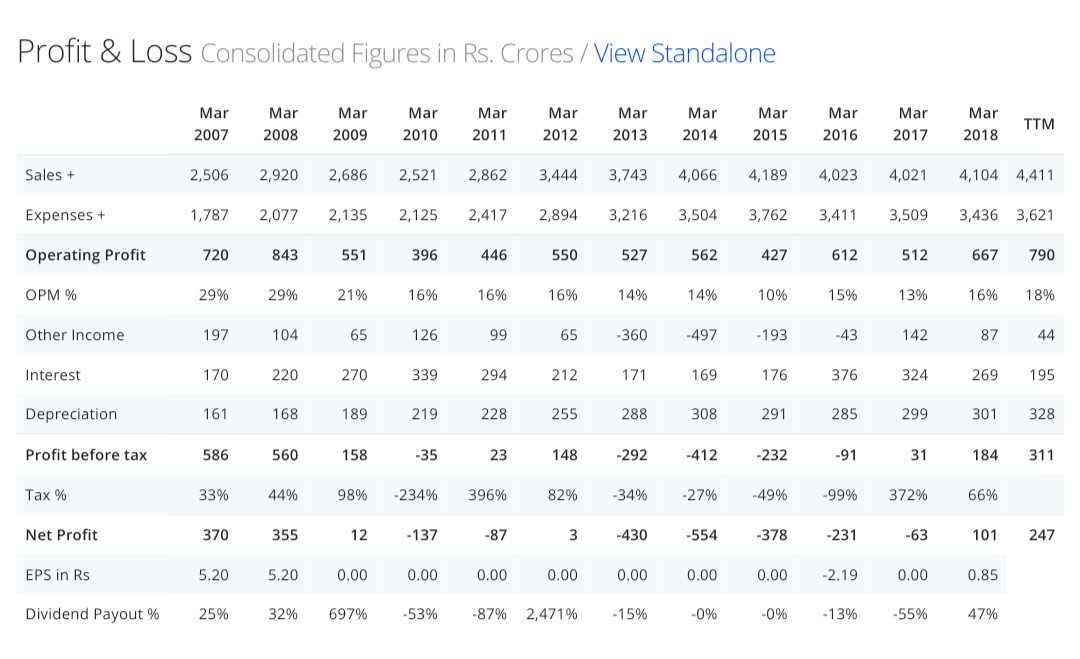 Profit & Loss Consolidated Figures in Rs. Crores / View Standalone
Mar 2007 Mar 2008 Mar 2009 Mar 2010 Mar 2011 Mar 2012 Mar 2013 Mar 2014 Mar 2015 Mar 2016 Mar 2017 Mar 2018 TTM
Sales + 2,506 2,920 2,686 2,521 2,862 3,444 3,743 4,066 4,189 4,023 4,021 4,104 4,411
Expenses + 1,787 2,077 2,135 2,125 2,417 2,894 3,216 3,504 3,762 3,411 3,509 3,436 3,621
Operating Profit 720 843 551 396 446 550 527 562 427 612 512 667 790
OPM % 29% 29% 21% 16% 16% 16% 14% 14% 10% 15% 13% 16% 18%
Other Income 197 104 65 126 99 65 -360 -497 -193 -43 142 87 44
Interest 170 220 270 339 294 212 171 169 176 376 324 269 195
Depreciation 161 168 189 219 228 255 288 308 291 285 299 301 328
Profit before tax 586 560 158 -35 23 148 -292 -412 -232 -91 31 184 311
Tax % 33% 44% 98% -234% 396% 82% -34% -27% -49% -99% 372% 66%
Net Profit 370 355 12 -137 -87 3 -430 -554 -378 -231 -63 101 247
EPS in Rs 5.20 5.20 0.00 0.00 0.00 0.00 0.00 0.00 0.00 -2.19 0.00 0.85
Dividend Payout % 25% 32% 697% -53% -87% 2,471% -15% -0% -0% -13% -55% 47%